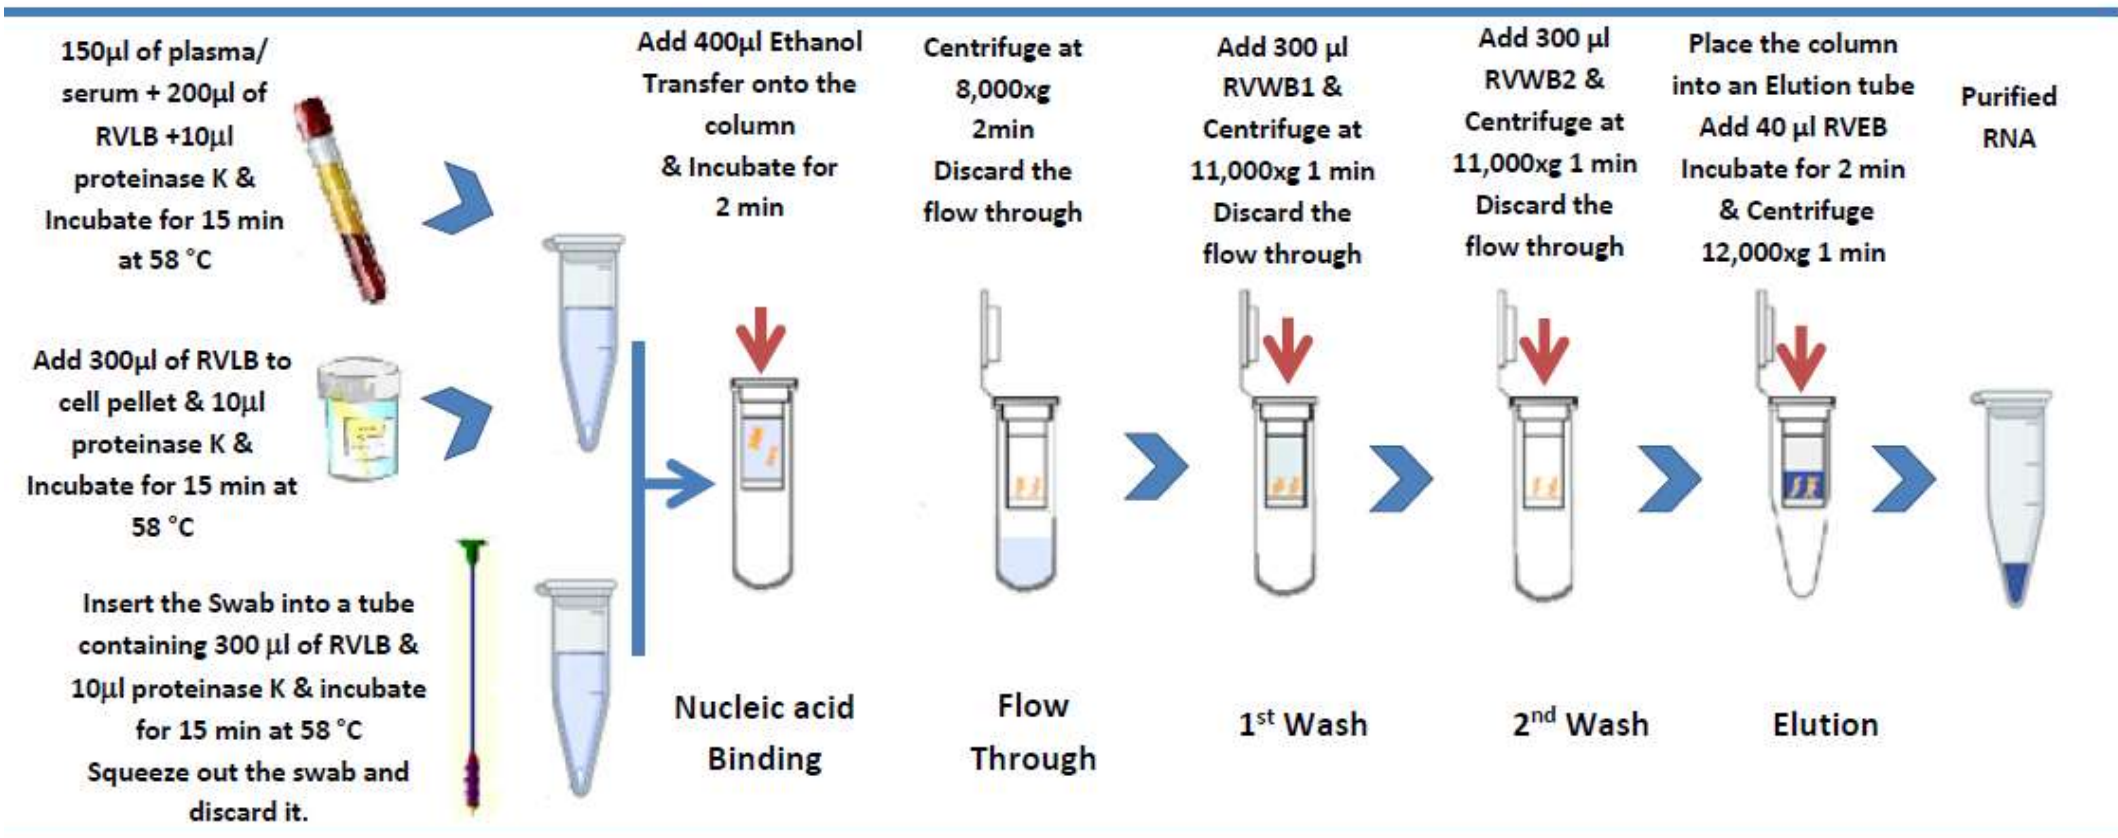 150µl of plasma/
serum + 200µl of
RVLB +10µl
proteinase K &
Incubate for 15 min
at 58 °C
Add 300µl of RVLB to
cell pellet & 10µl
proteinase K &
Incubate for 15 min at
58 °C
Insert the Swab into a tube
containing 300 µl of RVLB &
10µl proteinase K & incubate
for 15 min at 58 °C
Squeeze out the swab and
discard it.
Add 400µl Ethanol
Transfer onto the
column
& Incubate for
2 min
Nucleic acid
Binding
Centrifuge at
8,000xg
2min
Discard the
flow through
Flow
Through
Add 300 µl
RVWB1 &
Centrifuge at
11,000xg 1 min
Discard the
flow through
1st Wash
Add 300 µl
RVWB2 &
Centrifuge at
11,000xg 1 min
Discard the
flow through
2nd Wash
Place the column
into an Elution tube
Add 40 µl RVEB
Incubate for 2 min
& Centrifuge
12,000xg 1 min
Elution
Purified
RNA